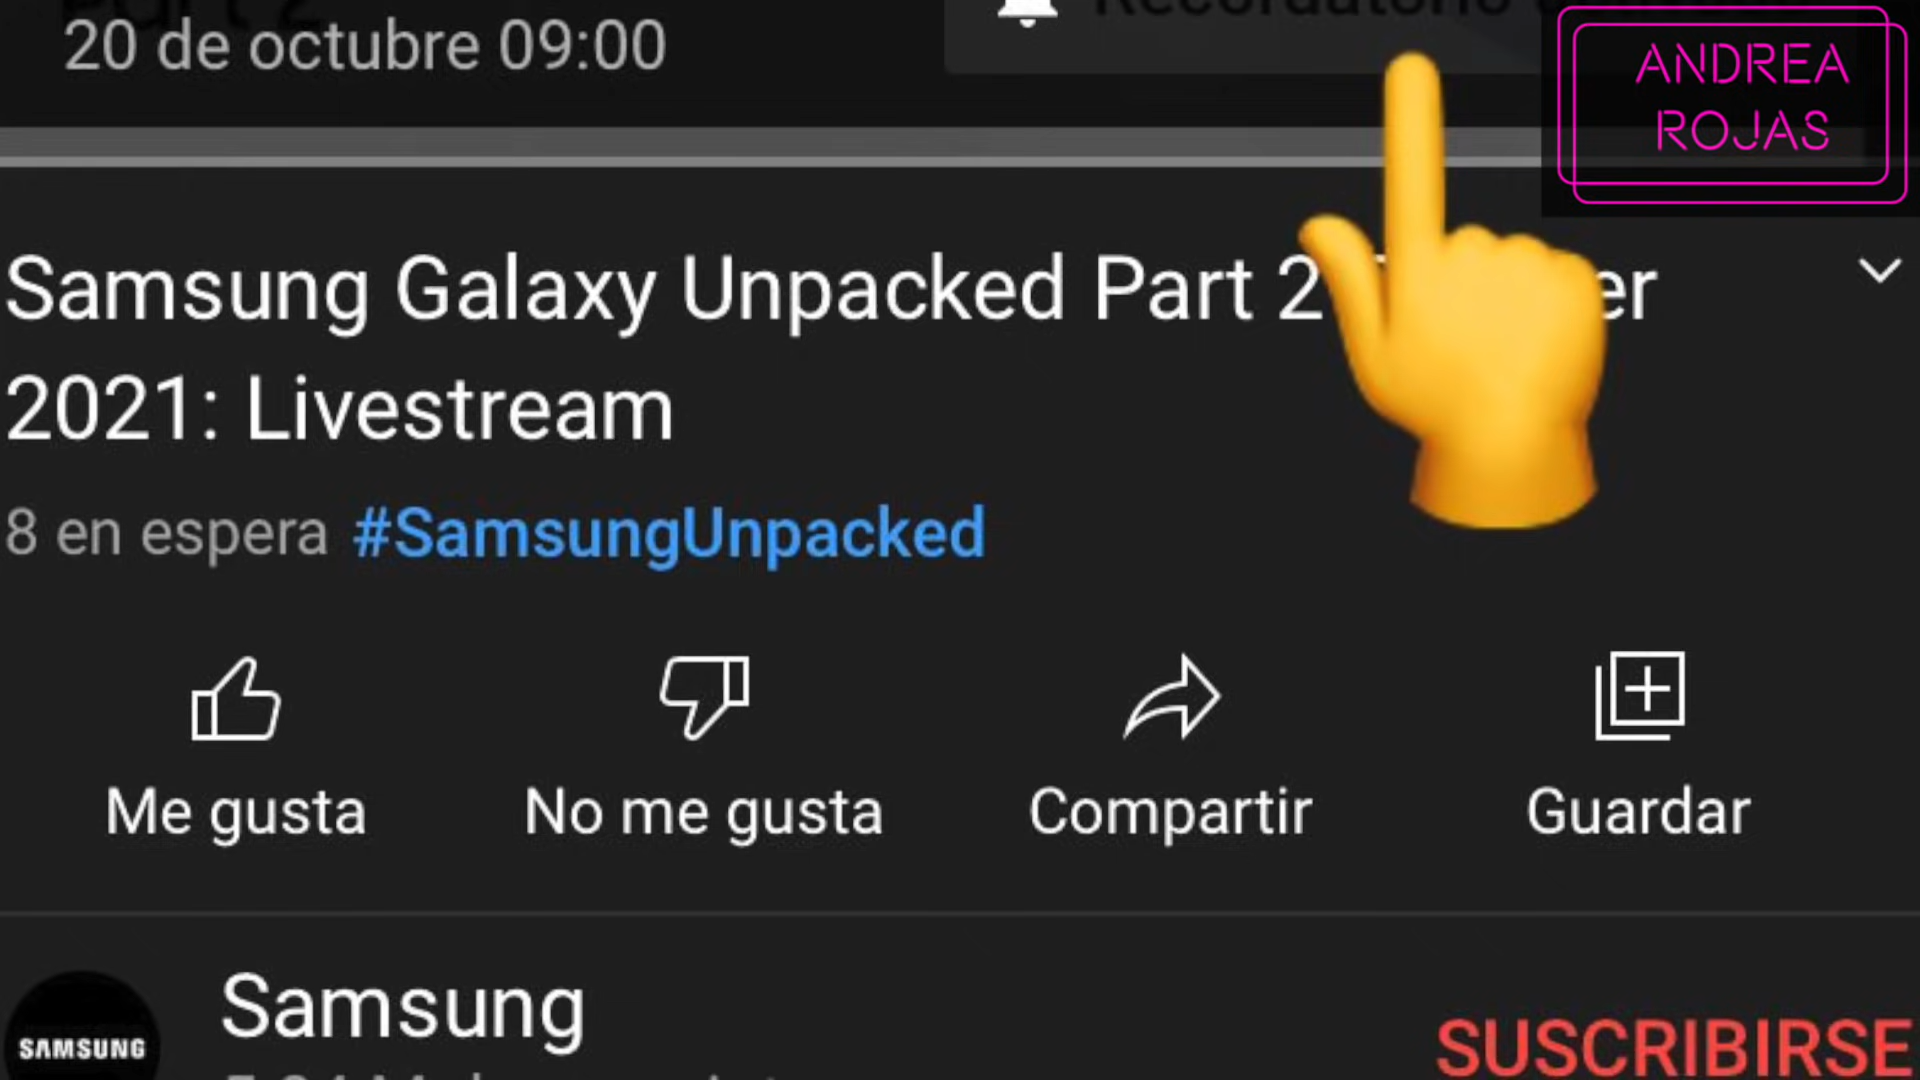 20 de octubre 09:00
ANDREA
ROJAS
Samsung Galaxy Unpacked Part 2 er
2021: Livestream
8 en espera #SamsungUnpacked
Me gusta No me gusta Compartir Guardar
Samsung
SAMSUNG
SUSCRIBIRSE